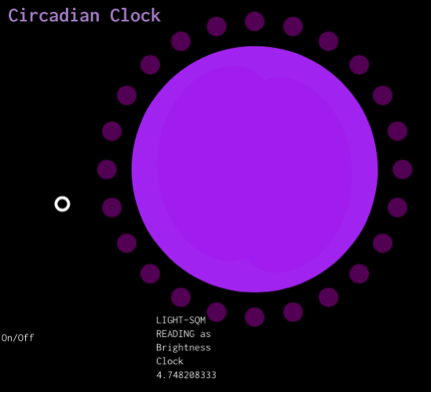 Circadian Clock
On/Off
LIGHT-SQM
READING as
Brightness
Clock
4.748208333